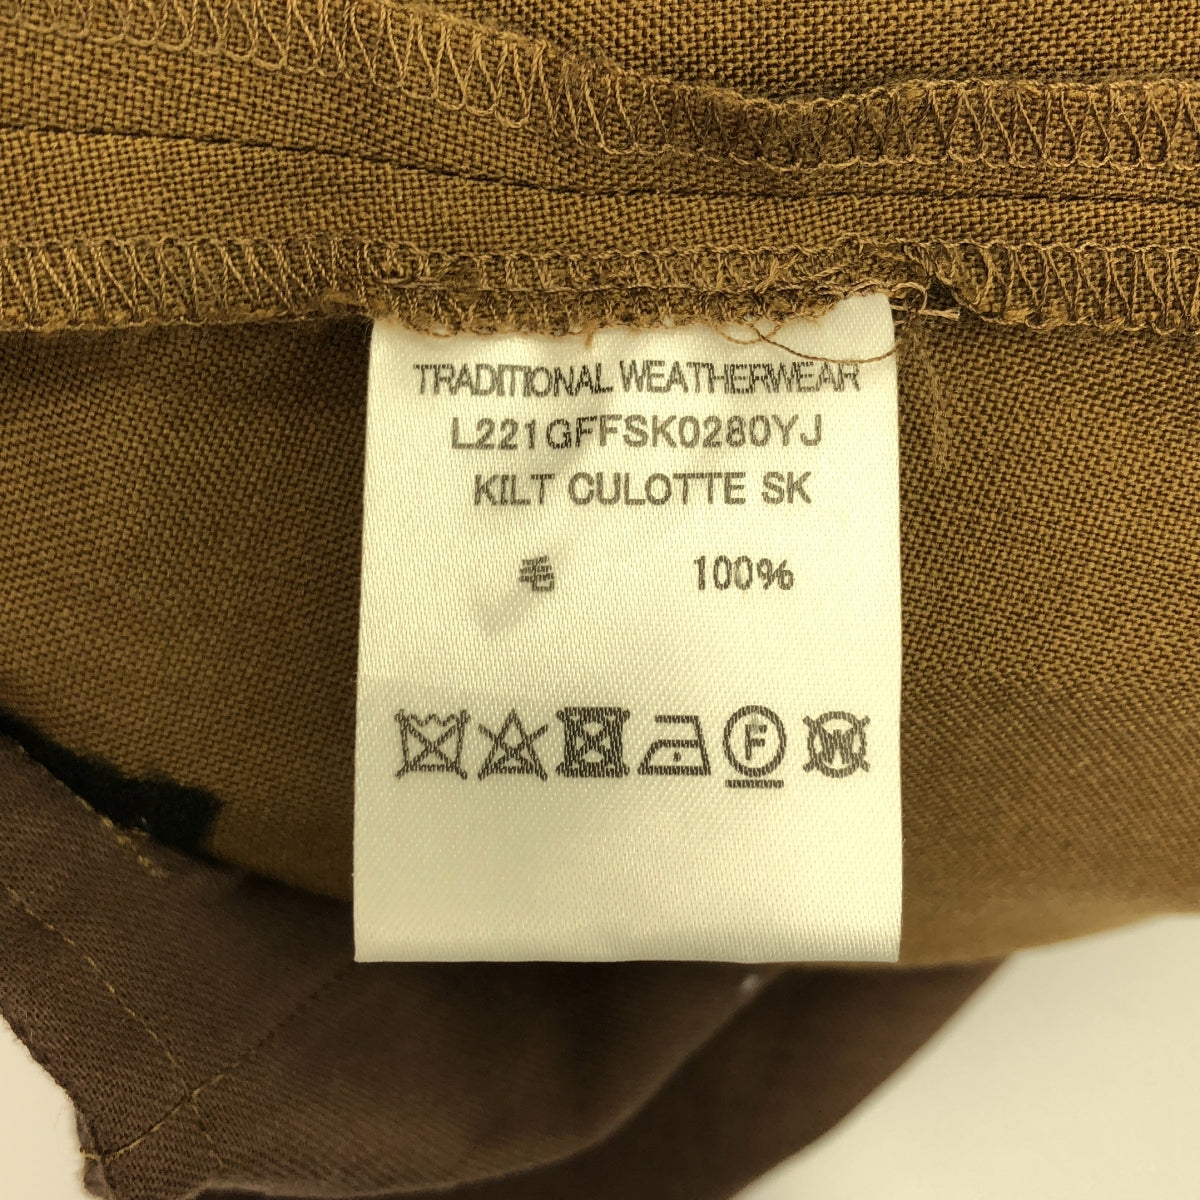 TRADITIONAL WEATHERWEAR
L221GFFSK0280YJ
KILT CULOTTE SK
毛 100%
F W